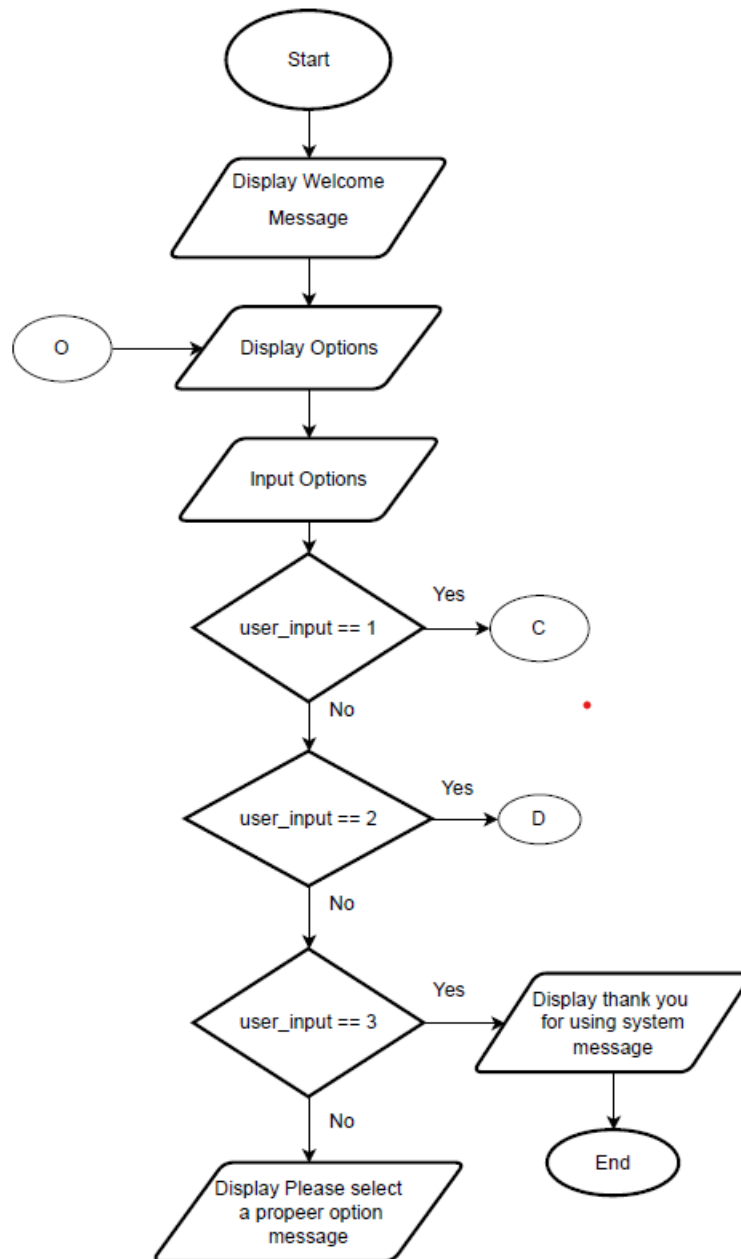 Start
Display Welcome
Message
O
Display Options
Input Options
user_input == 1
Yes
C
No
user_input == 2
Yes
D
No
user_input == 3
Yes
Display thank you
for using system
message
No
End
Display Please select
a propeer option
message